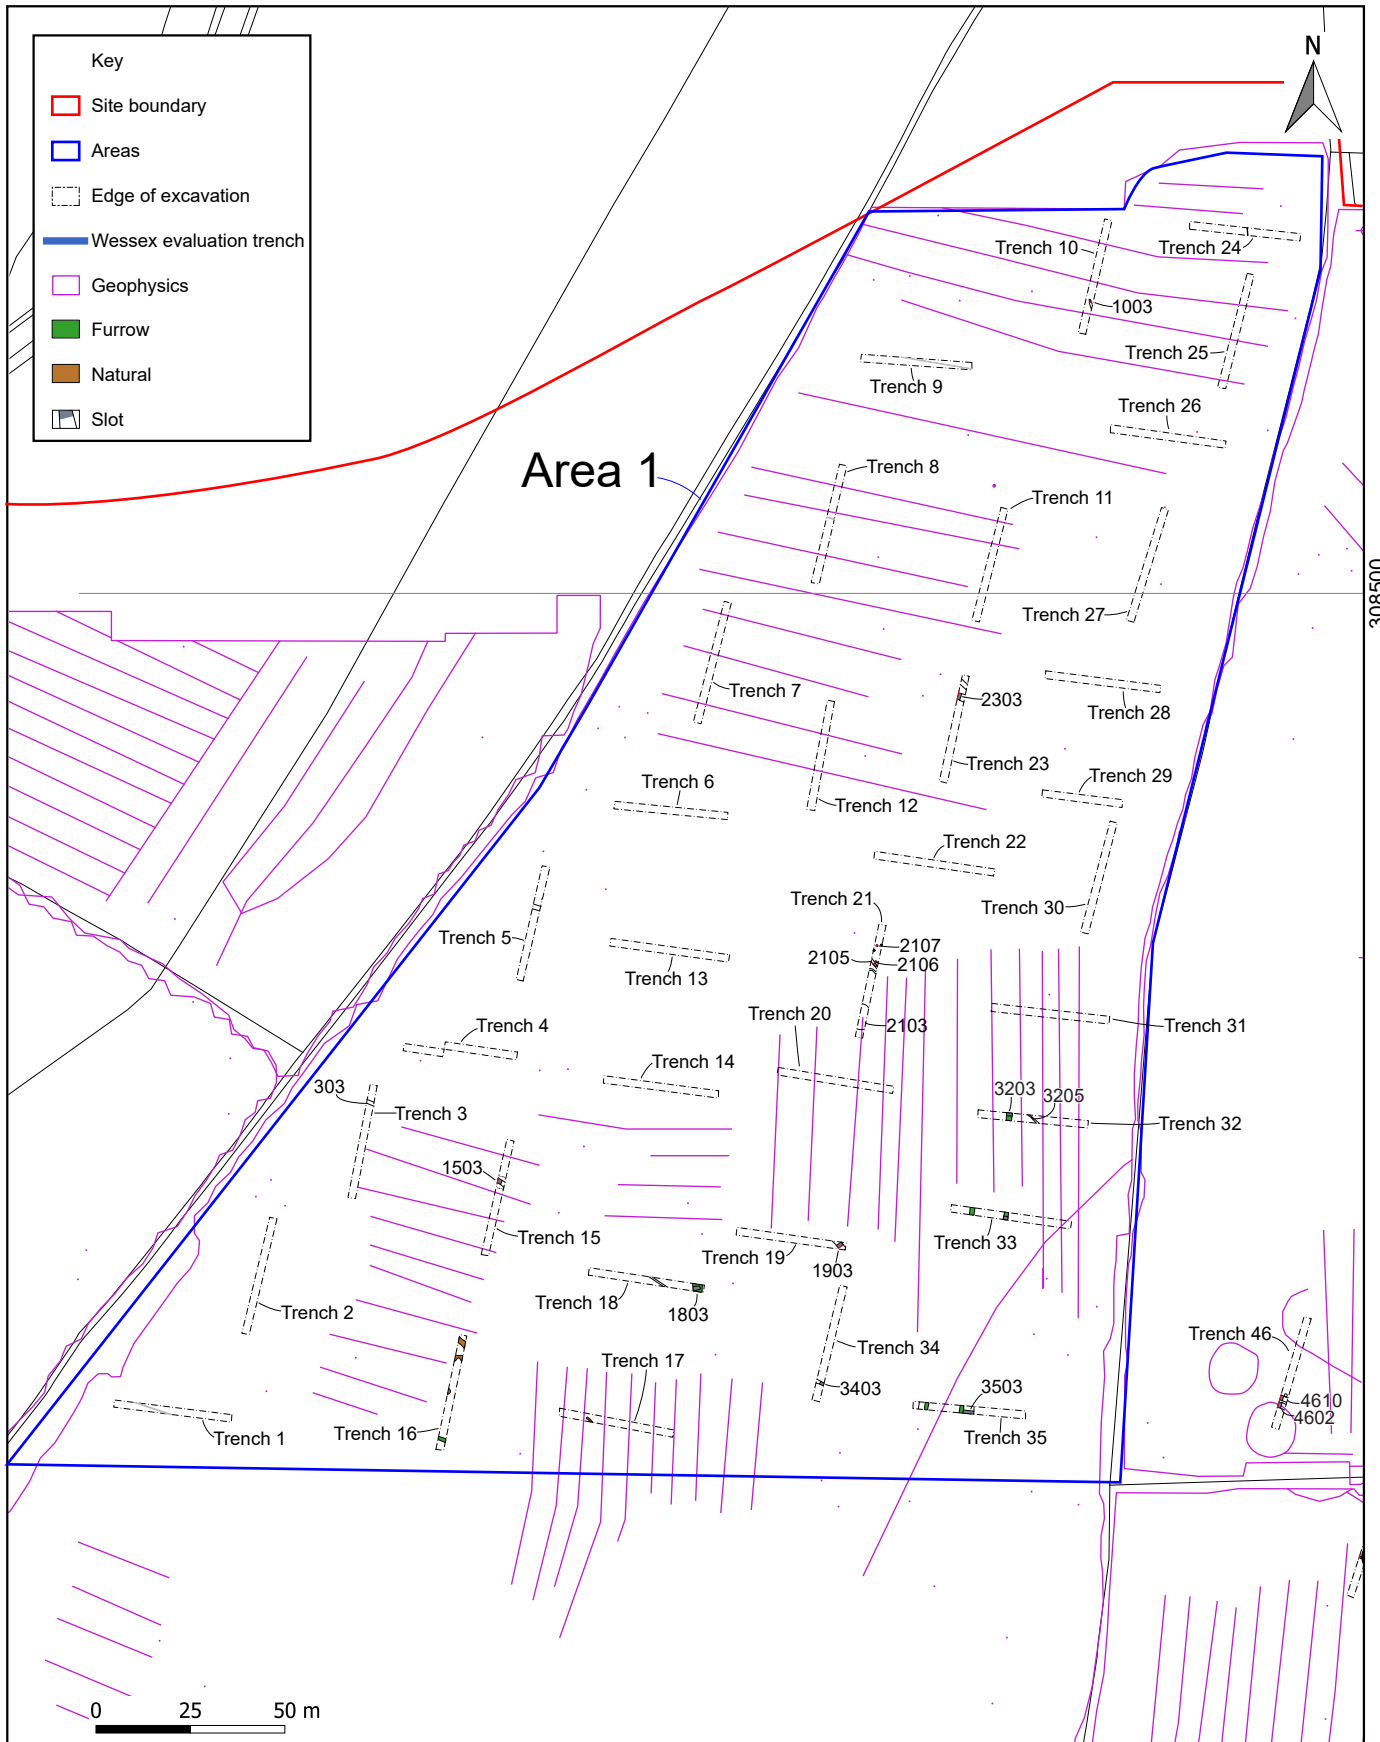 Key
Site boundary
Areas
Edge of excavation
Wessex evaluation trench
Geophysics
Furrow
Natural
Slot
N
Trench 10
Trench 24
1003
Trench 25
Trench 9
Trench 26
Area 1
Trench 8
Trench 11
308500
Trench 27
Trench 7
2303
Trench 28
Trench 23
Trench 6
Trench 29
Trench 12
Trench 22
Trench 21
Trench 30
Trench 5
2107
2105
2106
Trench 13
Trench 20
2103
Trench 31
Trench 4
Trench 14
303
3203
3205
Trench 3
Trench 32
1503
Trench 15
Trench 33
Trench 19
1903
Trench 18
1803
Trench 2
Trench 34
Trench 46
Trench 17
3403
3503
4610
4602
Trench 1
Trench 16
Trench 35
0 25 50 m